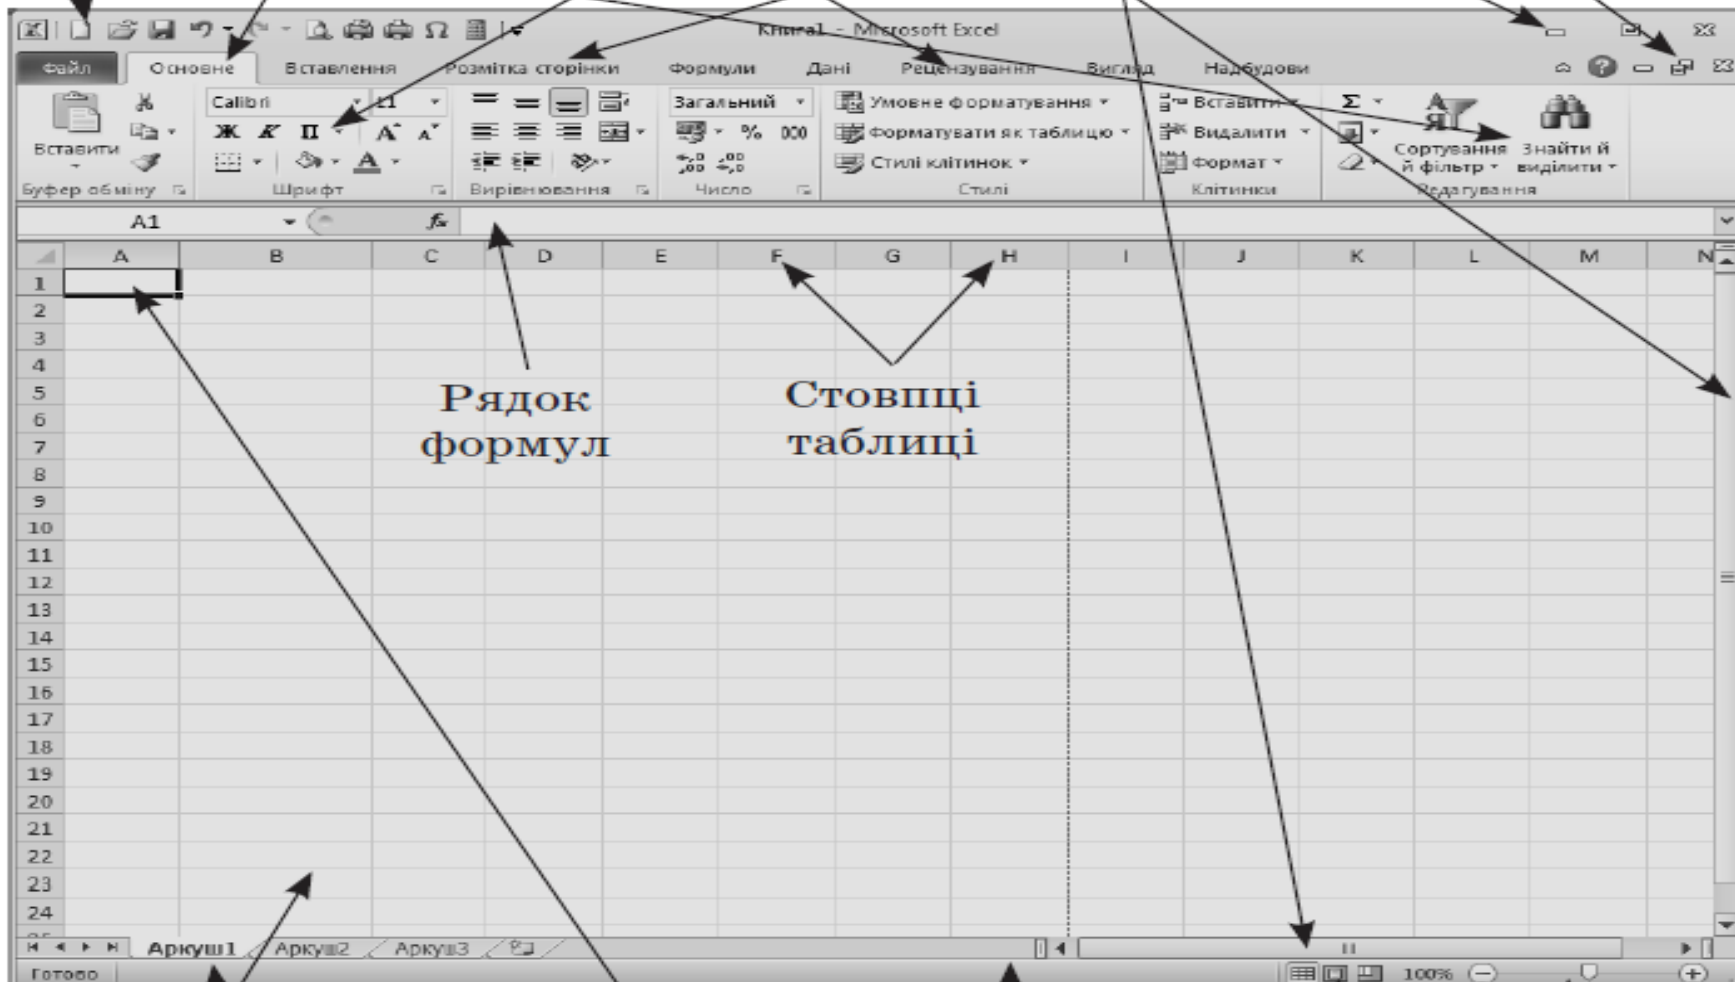 Книга1 - Microsoft Excel
Файл Основне Вставлення Розмітка сторінки Формули Дані Рецензування Вигляд Надбудови
Calibri 11 Загальний Умовне форматування Вставити Σ
Ж К П А А % 000 Форматувати як таблицю Видалити
Вставити А Стилі клітинок Формат Сортування й фільтр Знайти й виділити
Буфер обміну Шрифт Вирівнювання Число Стилі Клітинки Редагування
A1 fx
A B C D E F G H I J K L M N
1
2
3
4
5
6
7
8
9
10
11
12
13
14
15
16
17
18
19
20
21
22
23
24
Рядок
формул
Стовпці
таблиці
Аркуш1 Аркуш2 Аркуш3
Готово 100%